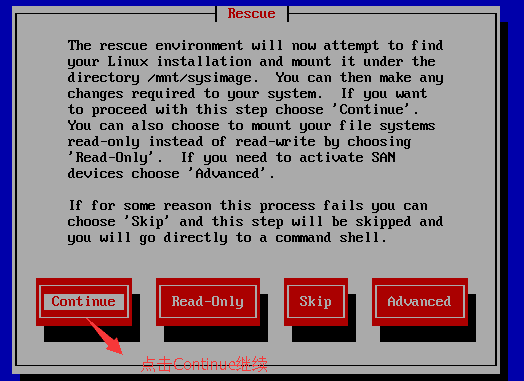 Rescue
The rescue environment will now attempt to find
your Linux installation and mount it under the
directory /mnt/sysimage.  You can then make any
changes required to your system.  If you want
to proceed with this step choose 'Continue'.
You can also choose to mount your file systems
read-only instead of read-write by choosing
'Read-Only'.  If you need to activate SAN
devices choose 'Advanced'.
If for some reason this process fails you can
choose 'Skip' and this step will be skipped and
you will go directly to a command shell.
Continue Read-Only Skip Advanced
点击Continue继续